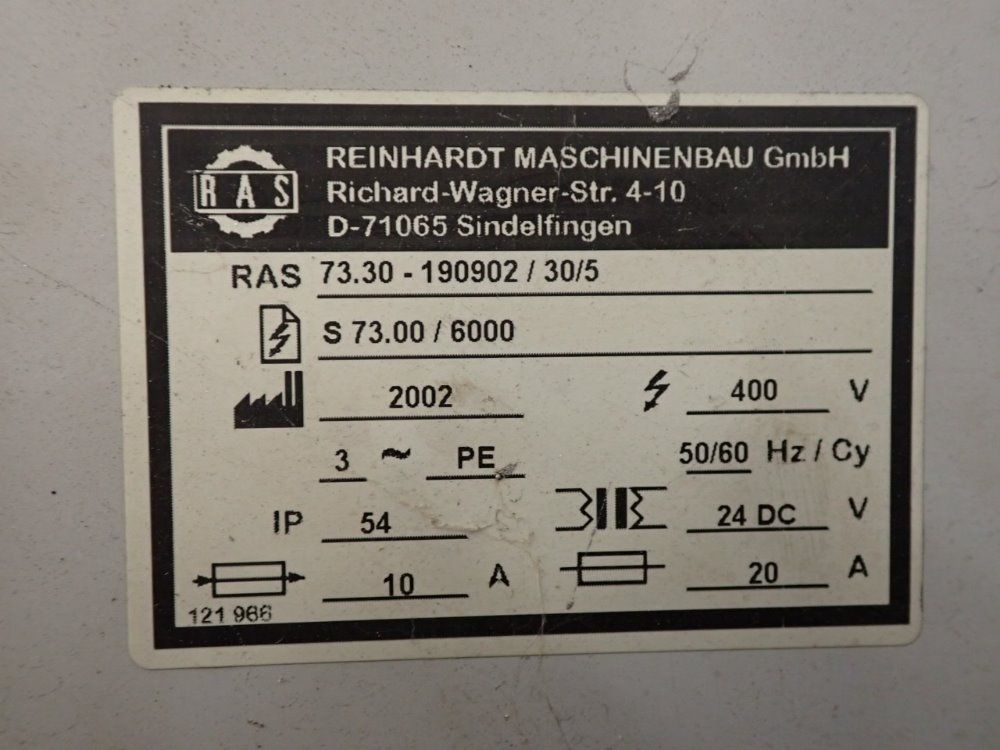 RAS
REINHARDT MASCHINENBAU GmbH
Richard-Wagner-Str. 4-10
D-71065 Sindelfingen
RAS 73.30 - 190902 / 30/5
S 73.00 / 6000
2002 400 V
3 ~ PE 50/60 Hz / Cy
IP 54 24 DC V
10 A 20 A
121 966